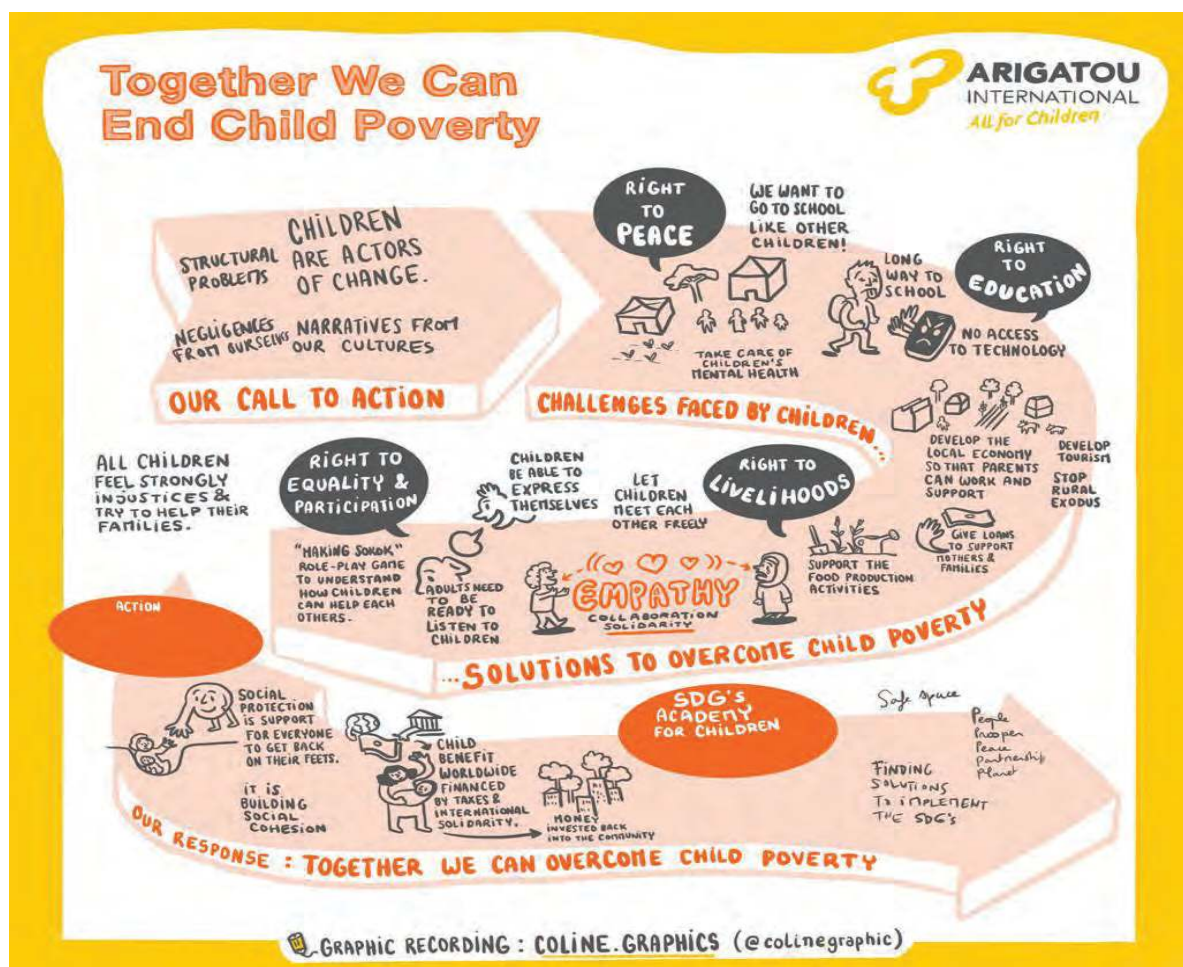 Together We Can
End Child Poverty
ARIGATOU
INTERNATIONAL
All for Children
STRUCTURAL
PROBLEMS
CHILDREN
ARE ACTORS
OF CHANGE.
NEGLIGENCES
FROM OURSELVES
NARRATIVES FROM
OUR CULTURES
OUR CALL TO ACTION
RIGHT
TO
PEACE
WE WANT TO
GO TO SCHOOL
LIKE OTHER
CHILDREN!
LONG
WAY TO
SCHOOL
RIGHT
TO
EDUCATION
NO ACCESS
TO TECHNOLOGY
TAKE CARE OF
CHILDREN'S
MENTAL HEALTH
CHALLENGES FACED BY CHILDREN...
DEVELOP THE
LOCAL ECONOMY
SO THAT PARENTS
CAN WORK AND
SUPPORT
DEVELOP
TOURISM
STOP
RURAL
EXODUS
ALL CHILDREN
FEEL STRONGLY
INJUSTICES &
TRY TO HELP THEIR
FAMILIES.
RIGHT TO
EQUALITY &
PARTICIPATION
CHILDREN
BE ABLE TO
EXPRESS
THEMSELVES
LET
CHILDREN
MEET EACH
OTHER FREELY
RIGHT TO
LIVELIHOODS
GIVE LOANS
TO SUPPORT
MOTHERS &
FAMILIES
"MAKING SOKOK"
ROLE-PLAY GAME
TO UNDERSTAND
HOW CHILDREN
CAN HELP EACH
OTHERS.
ADULTS NEED
TO BE
READY TO
LISTEN TO
CHILDREN
EMPATHY
COLLABORATION
SOLIDARITY
SUPPORT THE
FOOD PRODUCTION
ACTIVITIES
...SOLUTIONS TO OVERCOME CHILD POVERTY
ACTION
SOCIAL
PROTECTION
IS SUPPORT
FOR EVERYONE
TO GET BACK
ON THEIR FEETS.
IT IS
BUILDING
SOCIAL
COHESION
CHILD
BENEFIT
WORLDWIDE
FINANCED
BY TAXES &
INTERNATIONAL
SOLIDARITY.
MONEY
INVESTED BACK
INTO THE COMMUNITY
SDG's
ACADEMY
FOR CHILDREN
Safe space
People
Prosper
Peace
Partnership
Planet
FINDING
SOLUTIONS
TO IMPLEMENT
THE SDG's
OUR RESPONSE : TOGETHER WE CAN OVERCOME CHILD POVERTY
GRAPHIC RECORDING : COLINE.GRAPHICS (@colinegraphic)